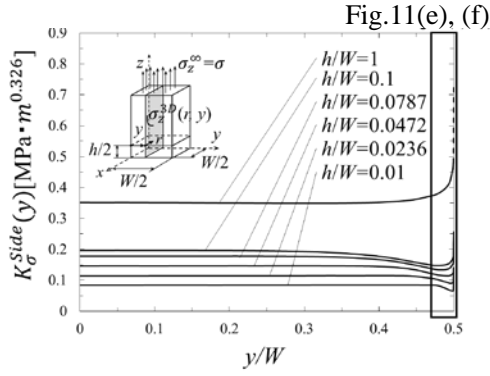 Fig.11(e), (f)
0.9
0.8
0.7
0.6
0.5
0.4
0.3
0.2
0.1
0
K_σ^Side(y)[MPa•m^0.326]
z
σ_z^∞=σ
σ_z^3D(r, y)
y
r
h/2
x
W/2
y
W/2
h/W=1
h/W=0.1
h/W=0.0787
h/W=0.0472
h/W=0.0236
h/W=0.01
0 0.1 0.2 0.3 0.4 0.5
y/W